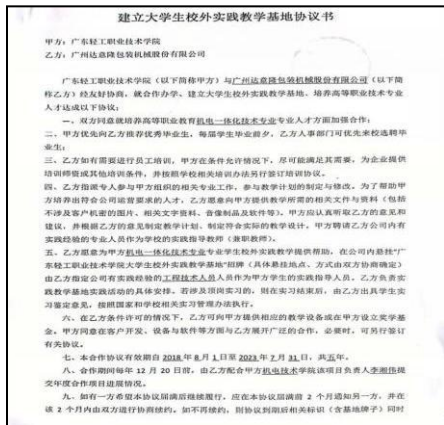 建立大学生校外实践教学基地协议书
甲方：广东轻工职业技术学院
乙方：广州达意隆包装机械股份有限公司
广东轻工职业技术学院（以下简称甲方）与广州达意隆包装机械股份有限公司（以下简
称乙方）经友好协商，就合作办学、建立大学生校外实践教学基地、培养高等职业技术专业
人才达成以下协议：
一、双方同意就培养高等职业教育机电一体化技术专业专业人才方面加强合作；
二、甲方优先向乙方推荐优秀毕业生，每届学生毕业前夕，乙方人事部门可优先来校选聘毕
业生；
三、乙方如有需要进行员工培训，甲方在条件允许情况下，尽可能满足其需要，为企业提供
培训师资或其他培训条件，并按照学校相关培训办法另行签订培训协议。
四、乙方指派专人参与甲方组织的相关专业工作，参与教学计划的制定与修改。为了帮助甲
方培养出符合公司运营要求的人才，乙方愿意向甲方提供教学所需的相关文件与资料（包括
不涉及客户机密的图片、相关文字资料、音像制品及软件等）。甲方应认真听取乙方的意见和
建议，并根据乙方的意见制定教学计划，制定符合实际的教学设计。甲方聘请乙方公司内有
实践经验的专业人员作为学校的实践指导教师（兼职教师）。
五、乙方愿意为甲方机电一体化技术专业专业学生校外实践教学提供帮助，在公司内悬挂“广
东轻工职业技术学院大学生校外实践教学基地”招牌（具体悬挂地点、方式由双方协商确定）
由乙方指定公司有实践经验的工程技术人员人员作为甲方学生的实践指导人员，乙方负责实
践教学基地实践活动的具体安排。若涉及顶岗实习的，则在实习结束后，由乙方出具学生实
习鉴定意见，按照国家和学校相关实习管理办法执行。
六、在乙方条件许可的情况下，乙方可向甲方提供相应的教学设备或在甲方设立奖学基
金。甲方同意在客户开发、设备与软件等方面与乙方展开广泛的合作，必要时，可另行签订
有关协议。
七、本合作协议有效期自 2018 年 8 月 1 日至 2023 年 7 月 31 日，共五年。
八、合作期间每年 12 月 20 日前，由乙方配合甲方机电技术学院该项目负责人李湘伟提
交年度合作项目进展情况。
九、如有一方希望本协议届满后继续履行，应在本协议届满前 2 个月通知另一方，并在
该 2 个月内由双方进行协商续约。如不再续约，则协议到期后相关标识（含基地牌子）同时